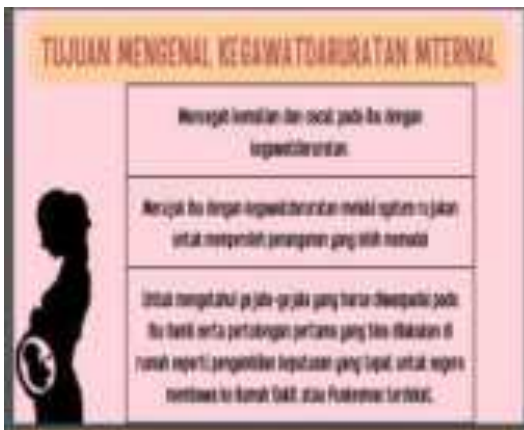 TUJUAN MENGENAL KEGAWATDARURATAN MTERNAL
Mencegah kematian dan cacat pada ibu dengan
kegawatdaruratan.
Merujuk ibu dengan kegawatdaruratan melalui system rujukan
untuk memperoleh penanganan yang lebih memadai
Untuk mengetahui gejala-gejala yang harus diwaspadai pada
ibu hamil serta pertolongan pertama yang bisa dilakukan di
rumah seperti pengambilan keputusan yang tepat untuk segera
membawa ke Rumah Sakit atau Puskesmas terdekat.